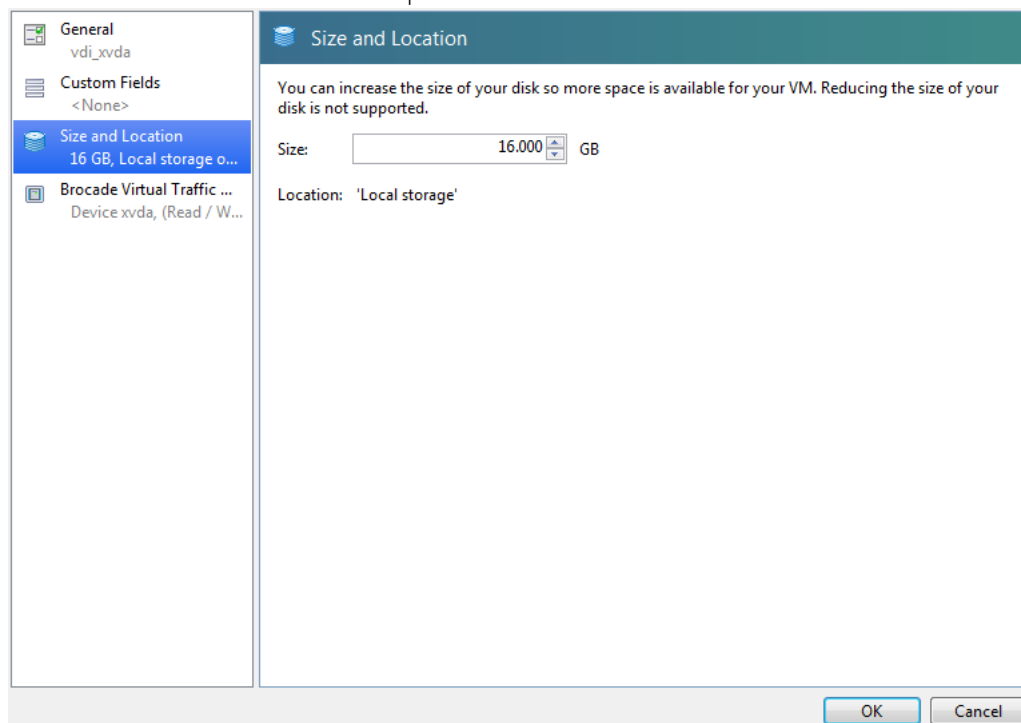 General
vdi_xvda
Custom Fields
<None>
Size and Location
16 GB, Local storage o...
Brocade Virtual Traffic ...
Device xvda, (Read / W...
Size and Location
You can increase the size of your disk so more space is available for your VM. Reducing the size of your
disk is not supported.
Size: 16.000 GB
Location: 'Local storage'
OK Cancel